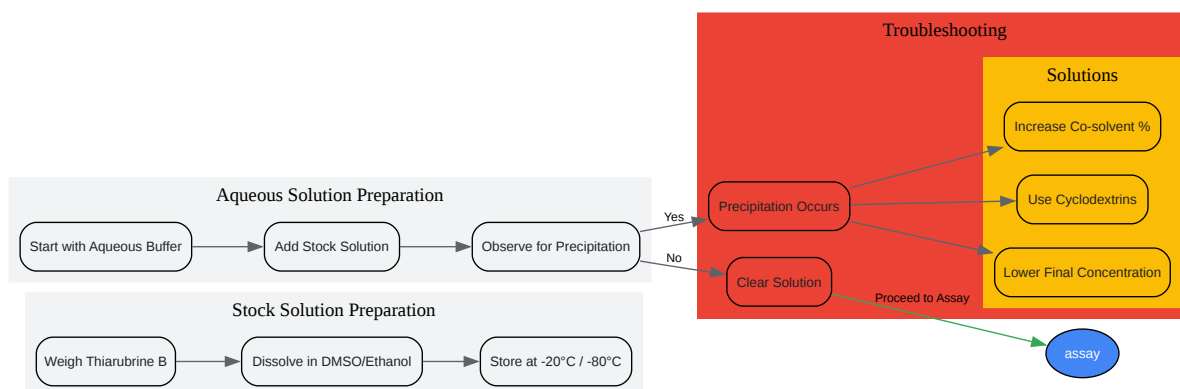 Troubleshooting
Solutions
Increase Co-solvent %
Aqueous Solution Preparation
Precipitation Occurs
Use Cyclodextrins
Yes
Start with Aqueous Buffer
Add Stock Solution
Observe for Precipitation
No
Clear Solution
Lower Final Concentration
Proceed to Assay
Stock Solution Preparation
Weigh Thiarubrine B
Dissolve in DMSO/Ethanol
Store at -20°C / -80°C
assay